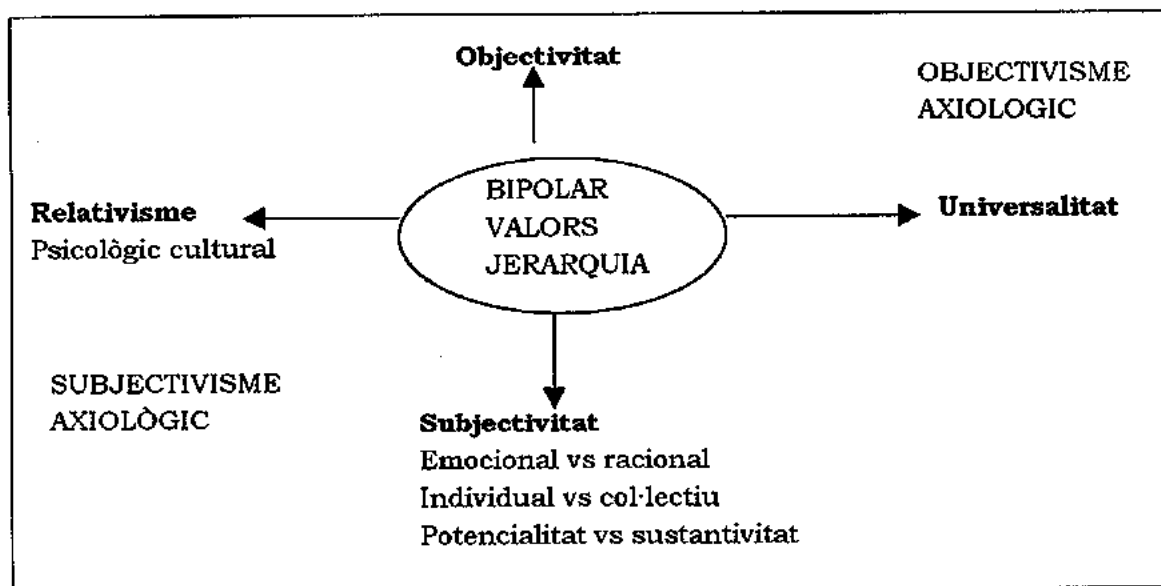 Objectivitat
OBJECTIVISME
AXIOLOGIC
BIPOLAR
VALORS
JERARQUIA
Relativisme
Psicològic cultural
Universalitat
SUBJECTIVISME
AXIOLÒGIC
Subjectivitat
Emocional vs racional
Individual vs col·lectiu
Potencialitat vs sustantivitat